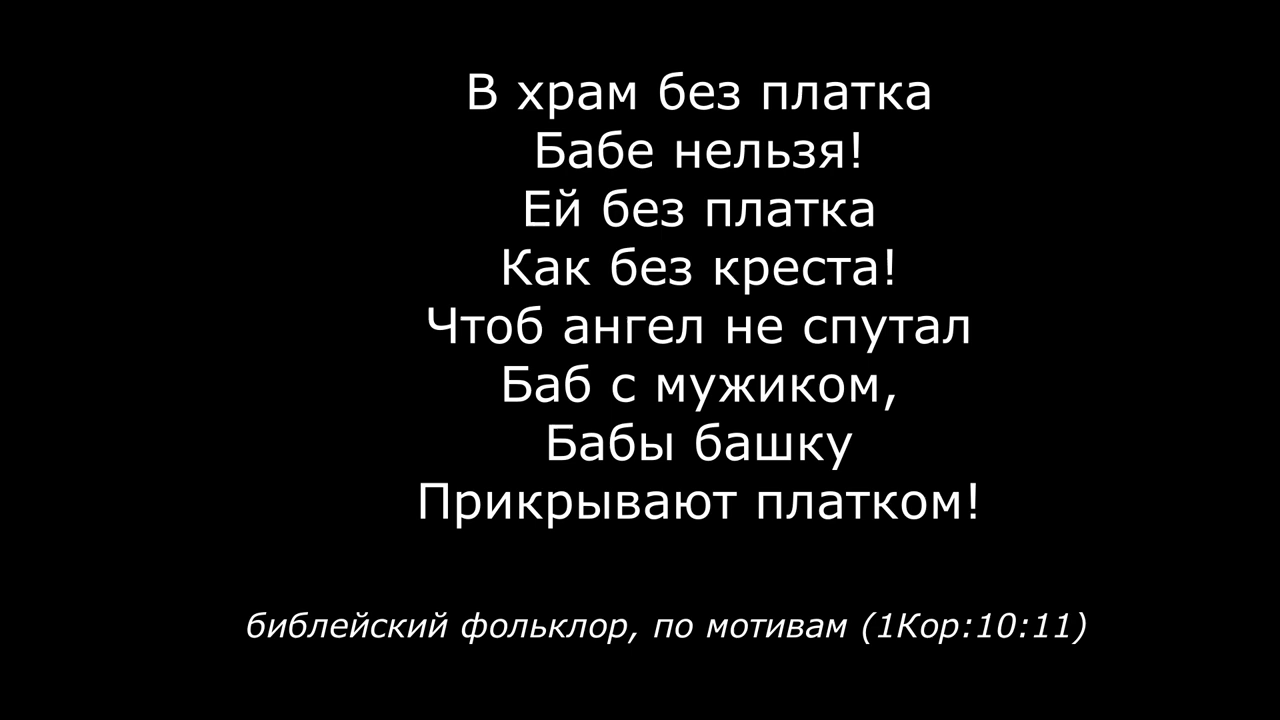 В храм без платка
Бабе нельзя!
Ей без платка
Как без креста!
Чтоб ангел не спутал
Баб с мужиком,
Бабы башку
Прикрывают платком!
библейский фольклор, по мотивам (1Кор:10:11)